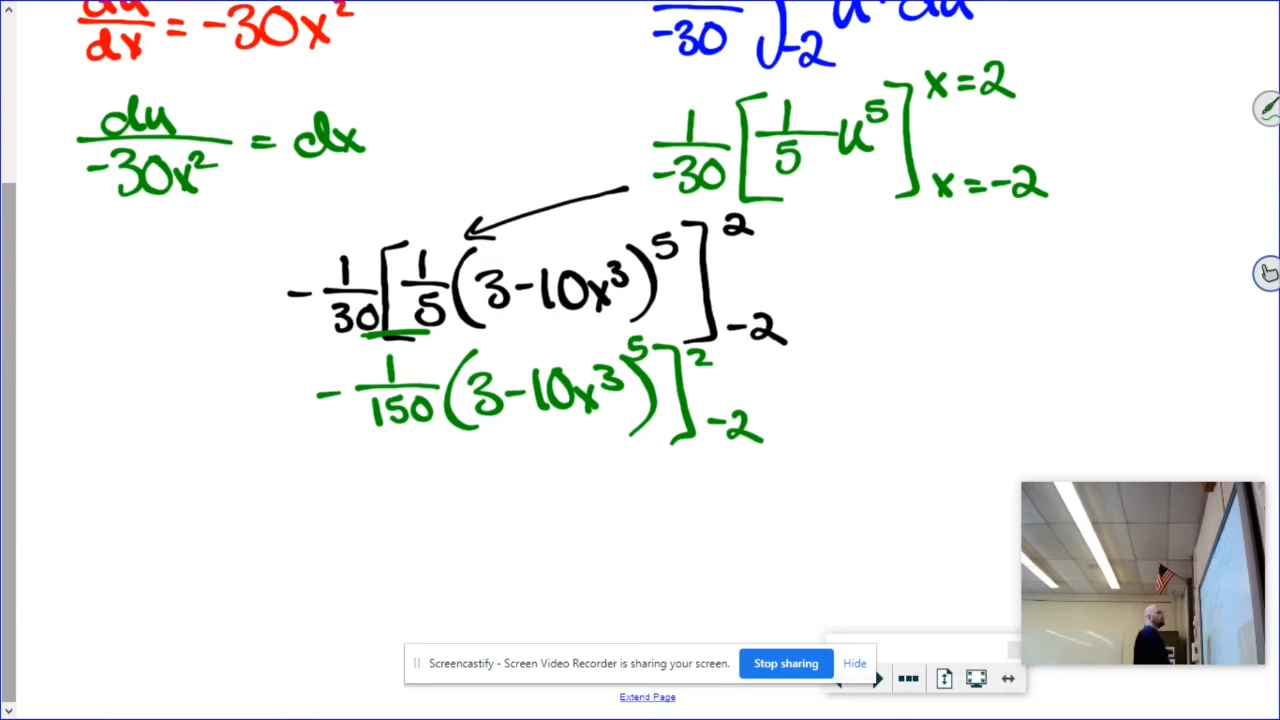 du/dx = -30x²
1/-30 ∫₋₂ u du
du/-30x² = dx
1/-30 [1/5 u⁵] x=2 x=-2
-1/30 [1/5 (3-10x³)⁵]²₋₂
-1/150 (3-10x³)⁵]²₋₂
Screencastify - Screen Video Recorder is sharing your screen.
Stop sharing
Hide
Extend Page